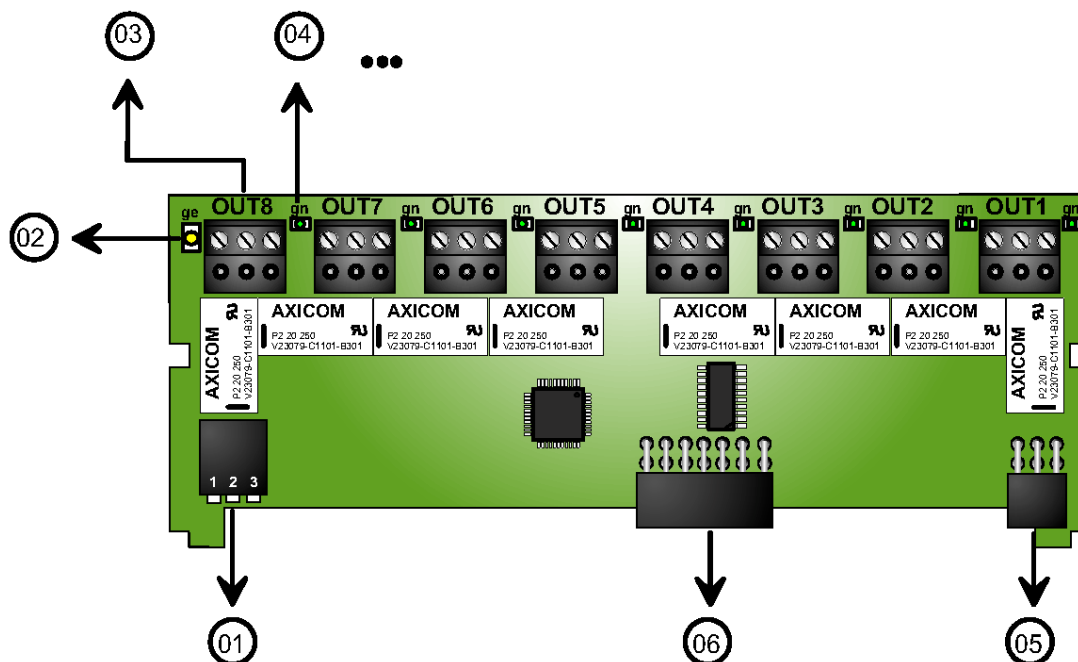 03 04
•••
ge OUT8 gn OUT7 gn OUT6 gn OUT5 gn OUT4 gn OUT3 gn OUT2 gn OUT1 gn
02
AXICOM
P2 20 250
V23079-C1101-B301
AXICOM
P2 20 250
V23079-C1101-B301
AXICOM
P2 20 250
V23079-C1101-B301
AXICOM
P2 20 250
V23079-C1101-B301
AXICOM
P2 20 250
V23079-C1101-B301
AXICOM
P2 20 250
V23079-C1101-B301
AXICOM
P2 20 250
V23079-C1101-B301
AXICOM
P2 20 250
V23079-C1101-B301
1 2 3
01 06 05